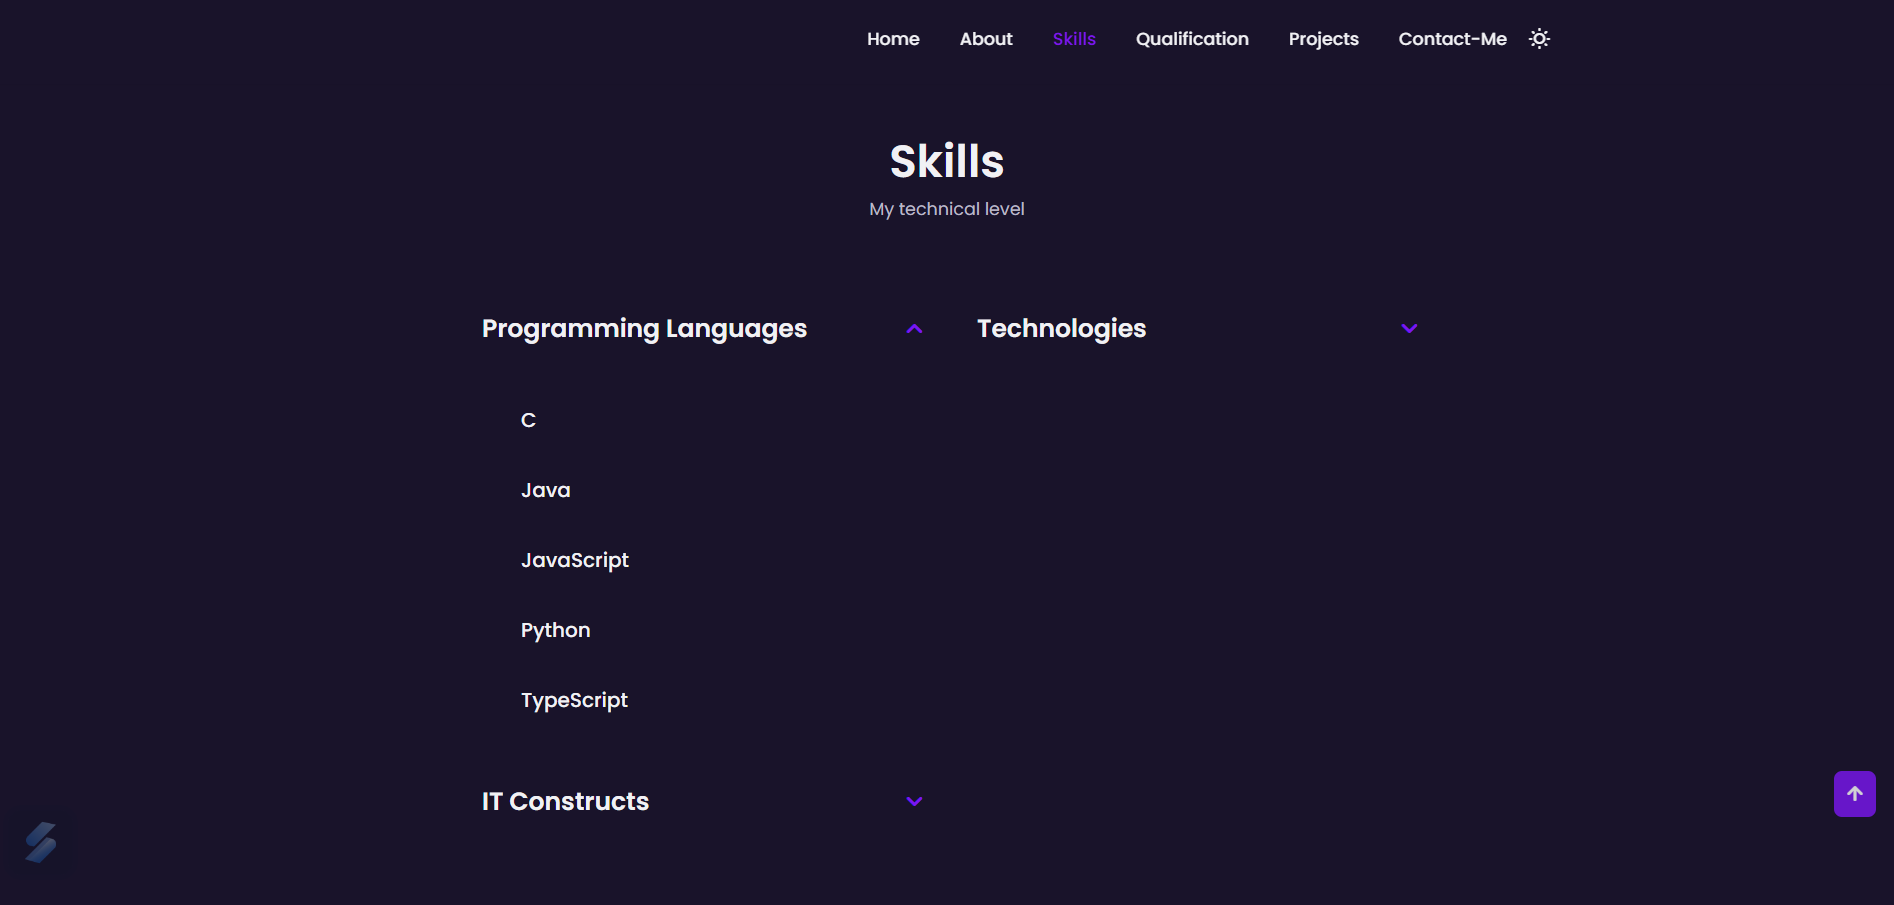 Home About Skills Qualification Projects Contact-Me
Skills
My technical level
Programming Languages
C
Java
JavaScript
Python
TypeScript
IT Constructs
Technologies